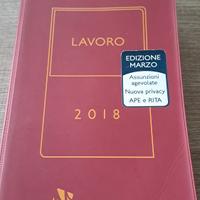 LAVORO
EDIZIONE
MARZO
Assunzioni
agevolate
Nuova privacy
APE e RITA
2018